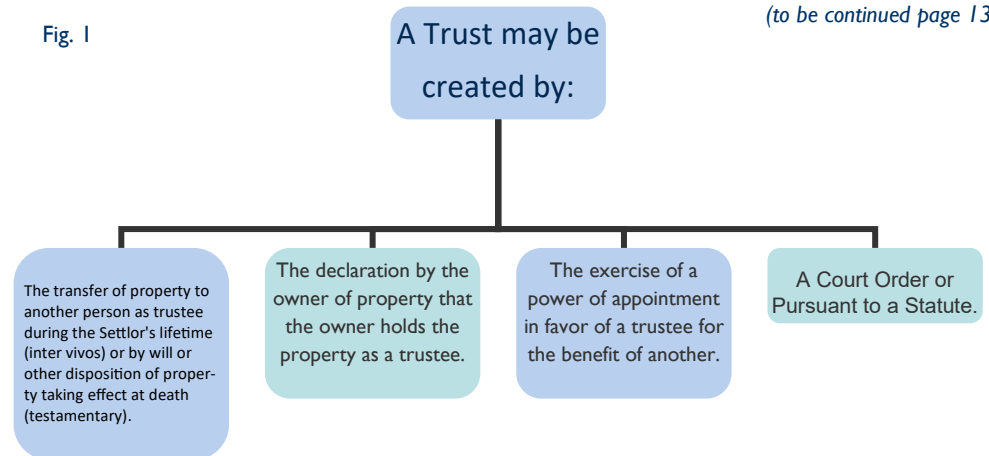 Fig. 1
(to be continued page 13
A Trust may be
created by:
The transfer of property to
another person as trustee
during the Settlor's lifetime
(inter vivos) or by will or
other disposition of proper-
ty taking effect at death
(testamentary).
The declaration by the
owner of property that
the owner holds the
property as a trustee.
The exercise of a
power of appointment
in favor of a trustee for
the benefit of another.
A Court Order or
Pursuant to a Statute.